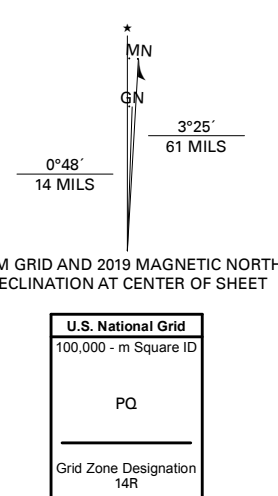 ★
MN
GN
3°25´
61 MILS
0°48´
14 MILS
M GRID AND 2019 MAGNETIC NORTH
ECLINATION AT CENTER OF SHEET
U.S. National Grid
100,000 - m Square ID
PQ
Grid Zone Designation
14R